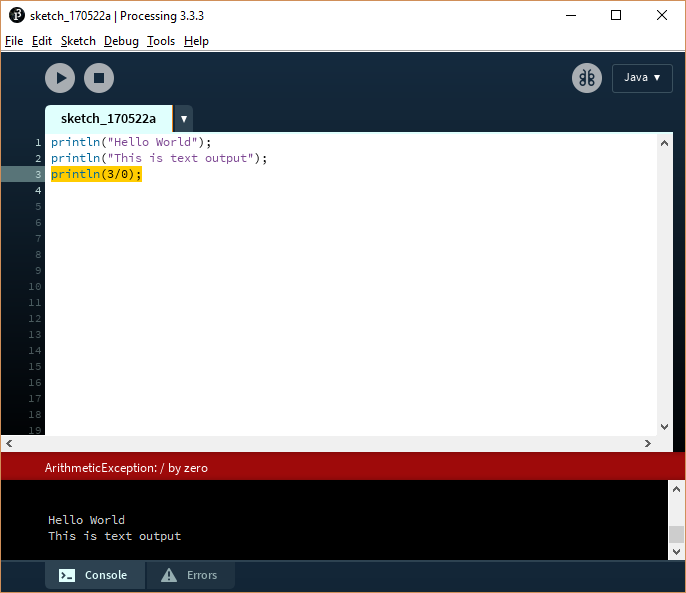 sketch_170522a | Processing 3.3.3
File Edit Sketch Debug Tools Help
Java ▼
sketch_170522a ▼
1 println("Hello World");
2 println("This is text output");
3 println(3/0);
4
5
6
7
8
9
10
11
12
13
14
15
16
17
18
19
ArithmeticException: / by zero
Hello World
This is text output
Console Errors